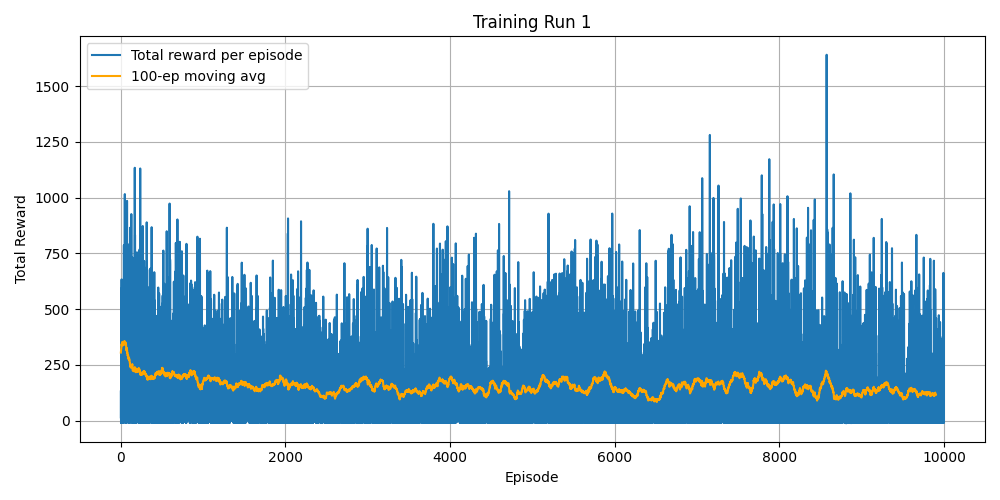 Training Run 1
Total reward per episode
100-ep moving avg
Total Reward
1500
1250
1000
750
500
250
0
0 2000 4000 6000 8000 10000
Episode